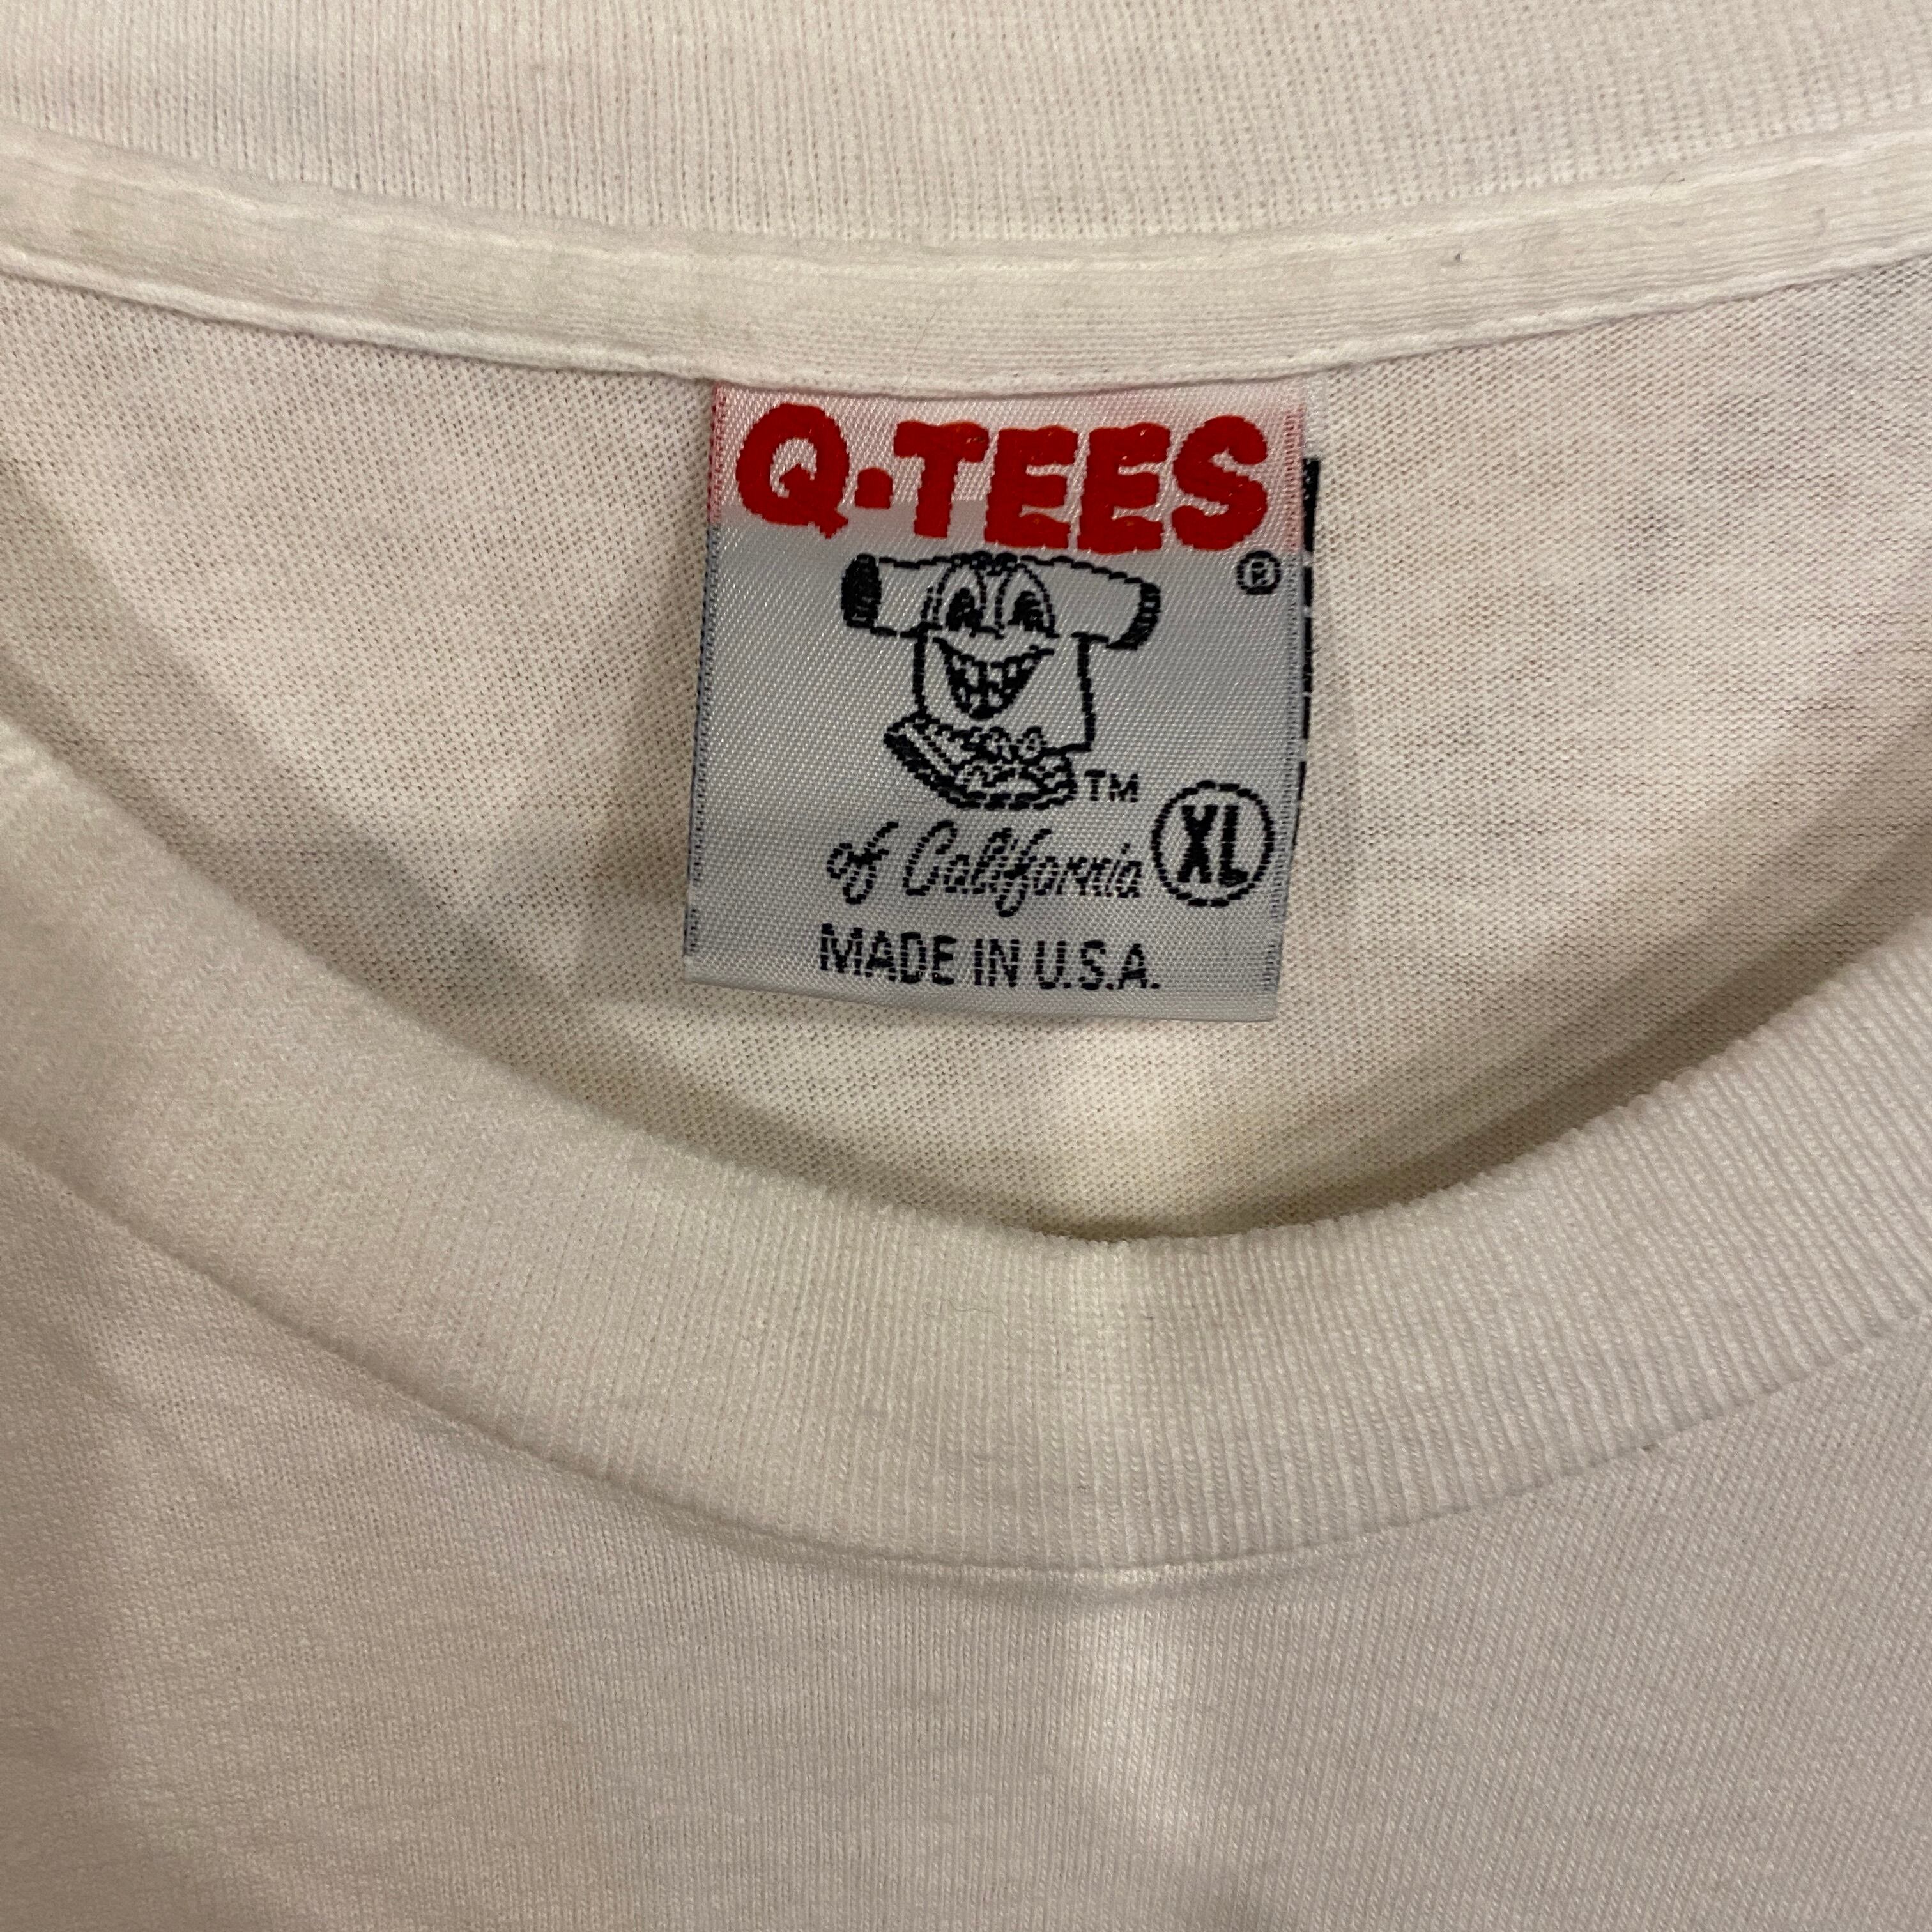 Q-TEES
®
TM
of California
XL
MADE IN U.S.A.